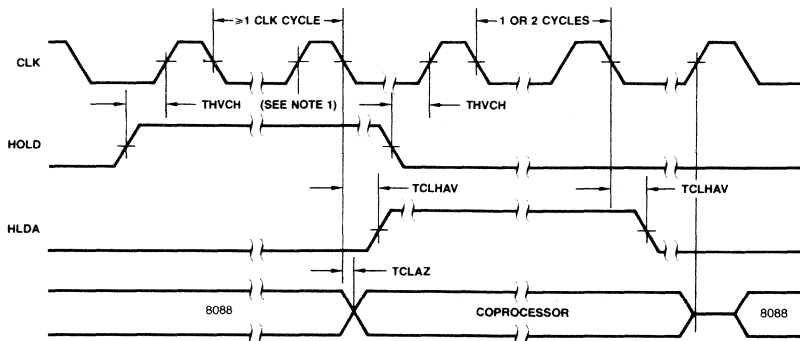 ≥1 CLK CYCLE
1 OR 2 CYCLES
CLK
THVCH
(SEE NOTE 1)
THVCH
HOLD
TCLHAV
TCLHAV
HLDA
TCLAZ
8088
COPROCESSOR
8088